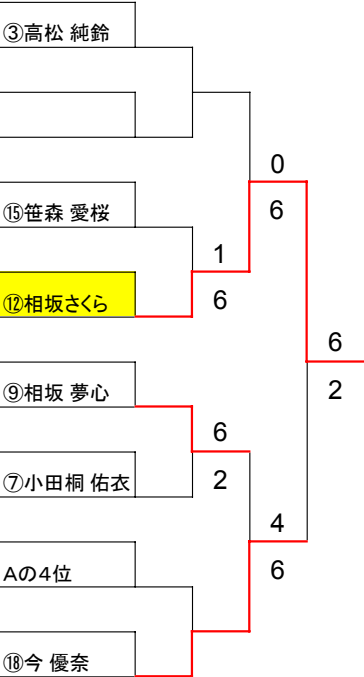 ③高松 純鈴
0
6
⑮笹森 愛桜
1
⑫相坂さくら
6
6
2
⑨相坂 夢心
6
⑦小田桐 佑衣
2
4
Aの4位
6
⑱今 優奈